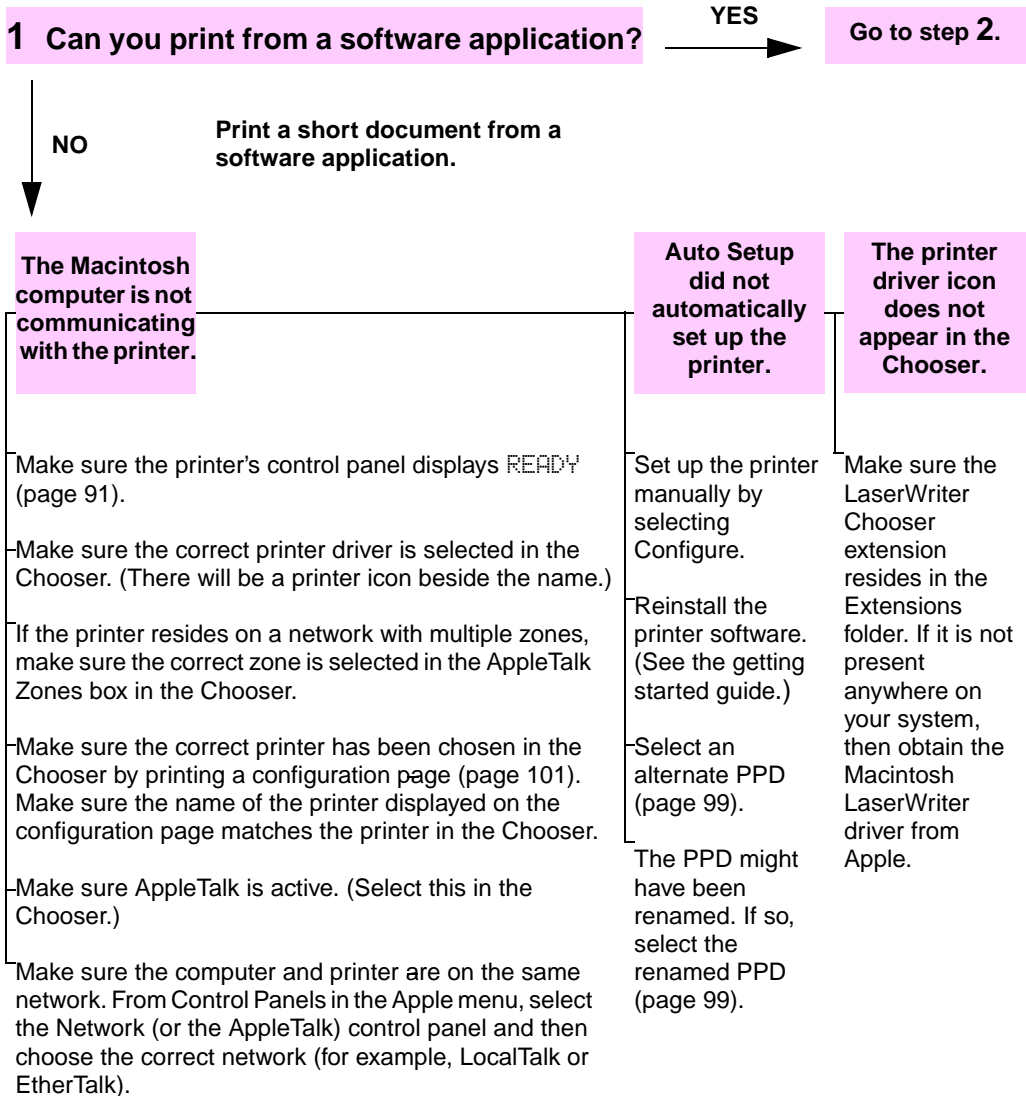 1 Can you print from a software application?
YES
Go to step 2.
NO
Print a short document from a
software application.
The Macintosh
computer is not
communicating
with the printer.
Auto Setup
did not
automatically
set up the
printer.
The printer
driver icon
does not
appear in the
Chooser.
Make sure the printer's control panel displays READY
(page 91).
Make sure the correct printer driver is selected in the
Chooser. (There will be a printer icon beside the name.)
If the printer resides on a network with multiple zones,
make sure the correct zone is selected in the AppleTalk
Zones box in the Chooser.
Make sure the correct printer has been chosen in the
Chooser by printing a configuration page (page 101).
Make sure the name of the printer displayed on the
configuration page matches the printer in the Chooser.
Make sure AppleTalk is active. (Select this in the
Chooser.)
Make sure the computer and printer are on the same
network. From Control Panels in the Apple menu, select
the Network (or the AppleTalk) control panel and then
choose the correct network (for example, LocalTalk or
EtherTalk).
Set up the printer
manually by
selecting
Configure.
Reinstall the
printer software.
(See the getting
started guide.)
Select an
alternate PPD
(page 99).
The PPD might
have been
renamed. If so,
select the
renamed PPD
(page 99).
Make sure the
LaserWriter
Chooser
extension
resides in the
Extensions
folder. If it is not
present
anywhere on
your system,
then obtain the
Macintosh
LaserWriter
driver from
Apple.